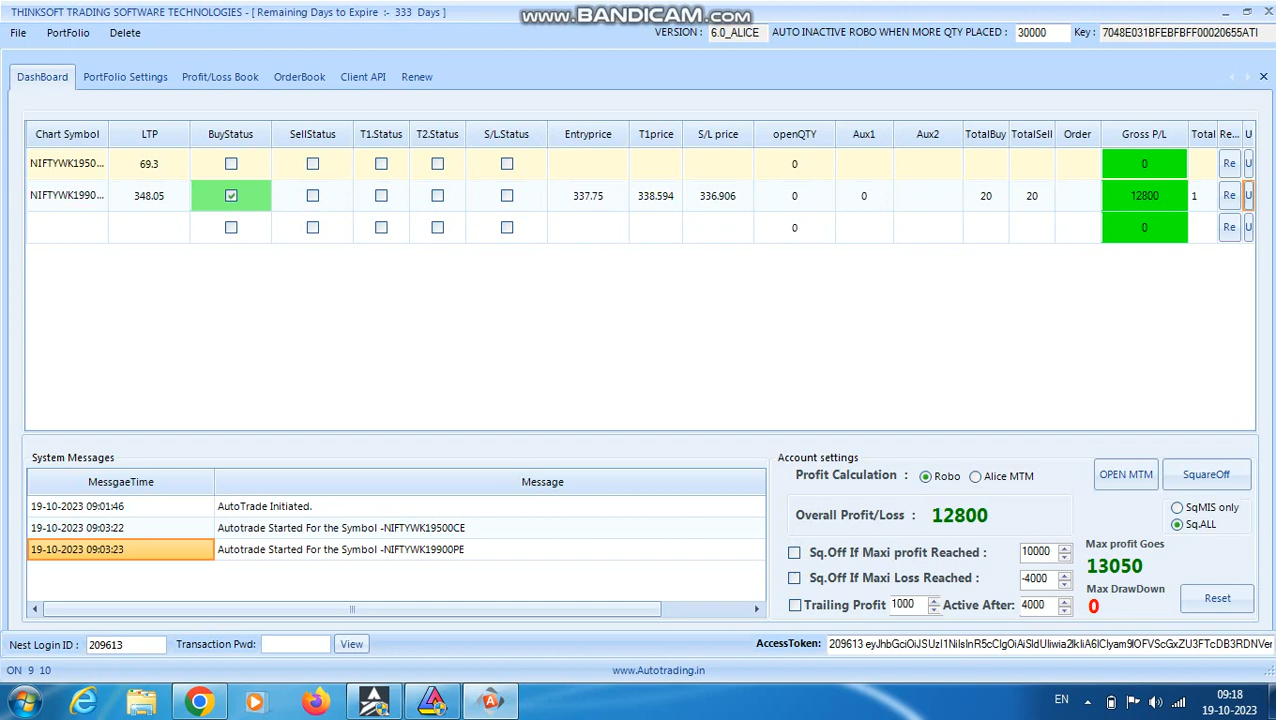 THINKSOFT TRADING SOFTWARE TECHNOLOGIES - [ Remaining Days to Expire :- 333 Days ]
www.BANDICAM.com
File PortFolio Delete
VERSION : 6.0_ALICE AUTO INACTIVE ROBO WHEN MORE QTY PLACED : 30000 Key : 7048E031BFEBFBFF00020655ATI
DashBoard PortFolio Settings Profit/Loss Book OrderBook Client API Renew
Chart Symbol LTP BuyStatus SellStatus T1.Status T2.Status S/L.Status Entryprice T1price S/L price openQTY Aux1 Aux2 TotalBuy TotalSell Order Gross P/L Total Re... U
NIFTYWK1950... 69.3 0 0 Re U
NIFTYWK1990... 348.05 337.75 338.594 336.906 0 0 20 20 12800 1 Re U
0 0 Re U
System Messages
MessgaeTime Message
19-10-2023 09:01:46 AutoTrade Initiated.
19-10-2023 09:03:22 Autotrade Started For the Symbol -NIFTYWK19500CE
19-10-2023 09:03:23 Autotrade Started For the Symbol -NIFTYWK19900PE
Account settings
Profit Calculation : Robo Alice MTM OPEN MTM SquareOff
Overall Profit/Loss : 12800
SqMIS only
Sq.ALL
Sq.Off If Maxi profit Reached : 10000
Sq.Off If Maxi Loss Reached : -4000
Trailing Profit 1000 Active After: 4000
Max profit Goes
13050
Max DrawDown
0
Reset
Nest Login ID : 209613 Transaction Pwd: View
AccessToken:
ON 9 10
www.Autotrading.in
EN
09:18
19-10-2023